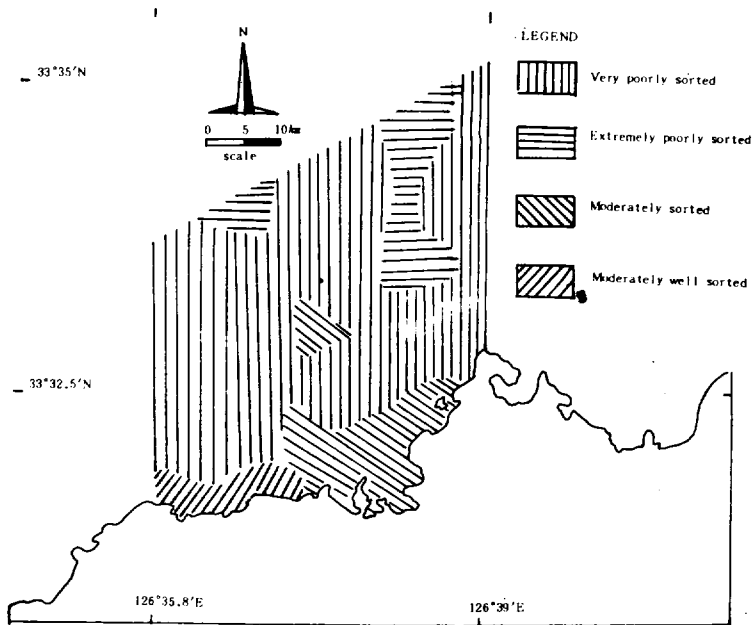 N
33°35'N
0 5 10km
scale
LEGEND
Very poorly sorted
Extremely poorly sorted
Moderately sorted
Muderately well sorted
33°32.5'N
126°35.8'E
126°39'E